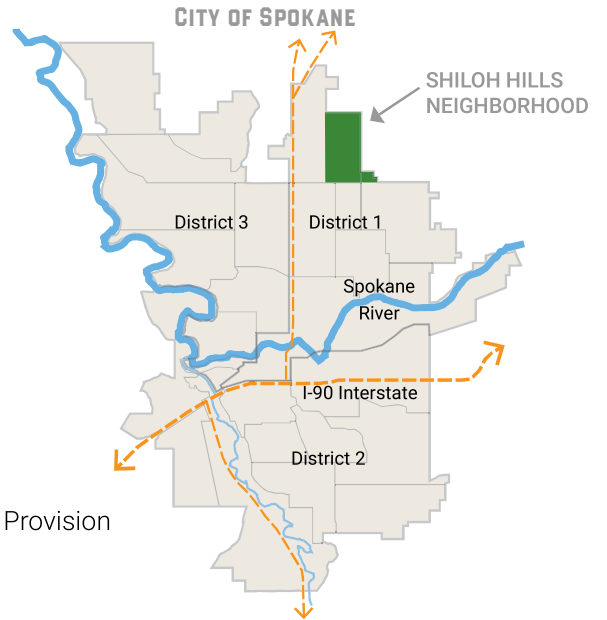 CITY OF SPOKANE
SHILOH HILLS
NEIGHBORHOOD
District 3
District 1
Spokane
River
I-90 Interstate
District 2
Provision